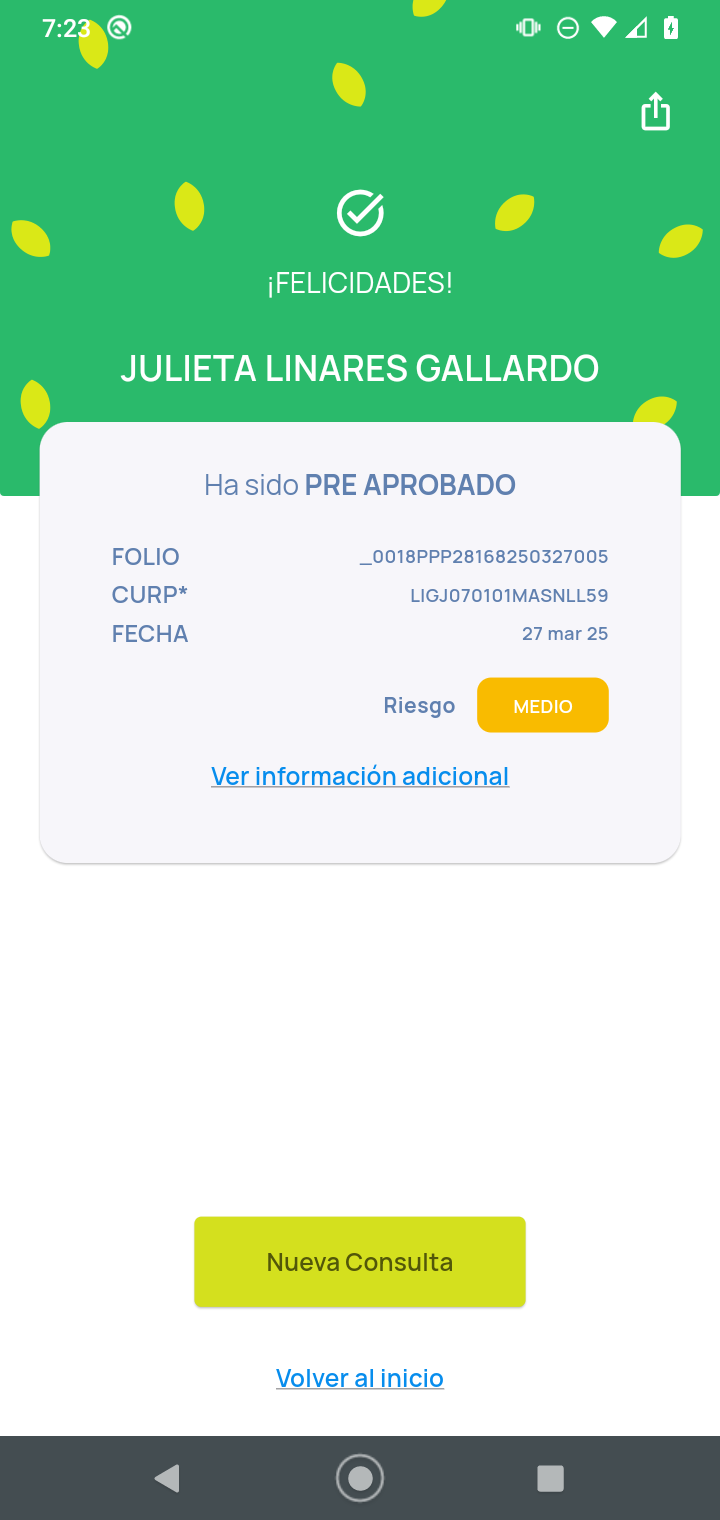 7:23
¡FELICIDADES!
JULIETA LINARES GALLARDO
Ha sido PRE APROBADO
FOLIO _0018PPP28168250327005
CURP* LIGJ070101MASNLL59
FECHA 27 mar 25
Riesgo MEDIO
Ver información adicional
Nueva Consulta
Volver al inicio